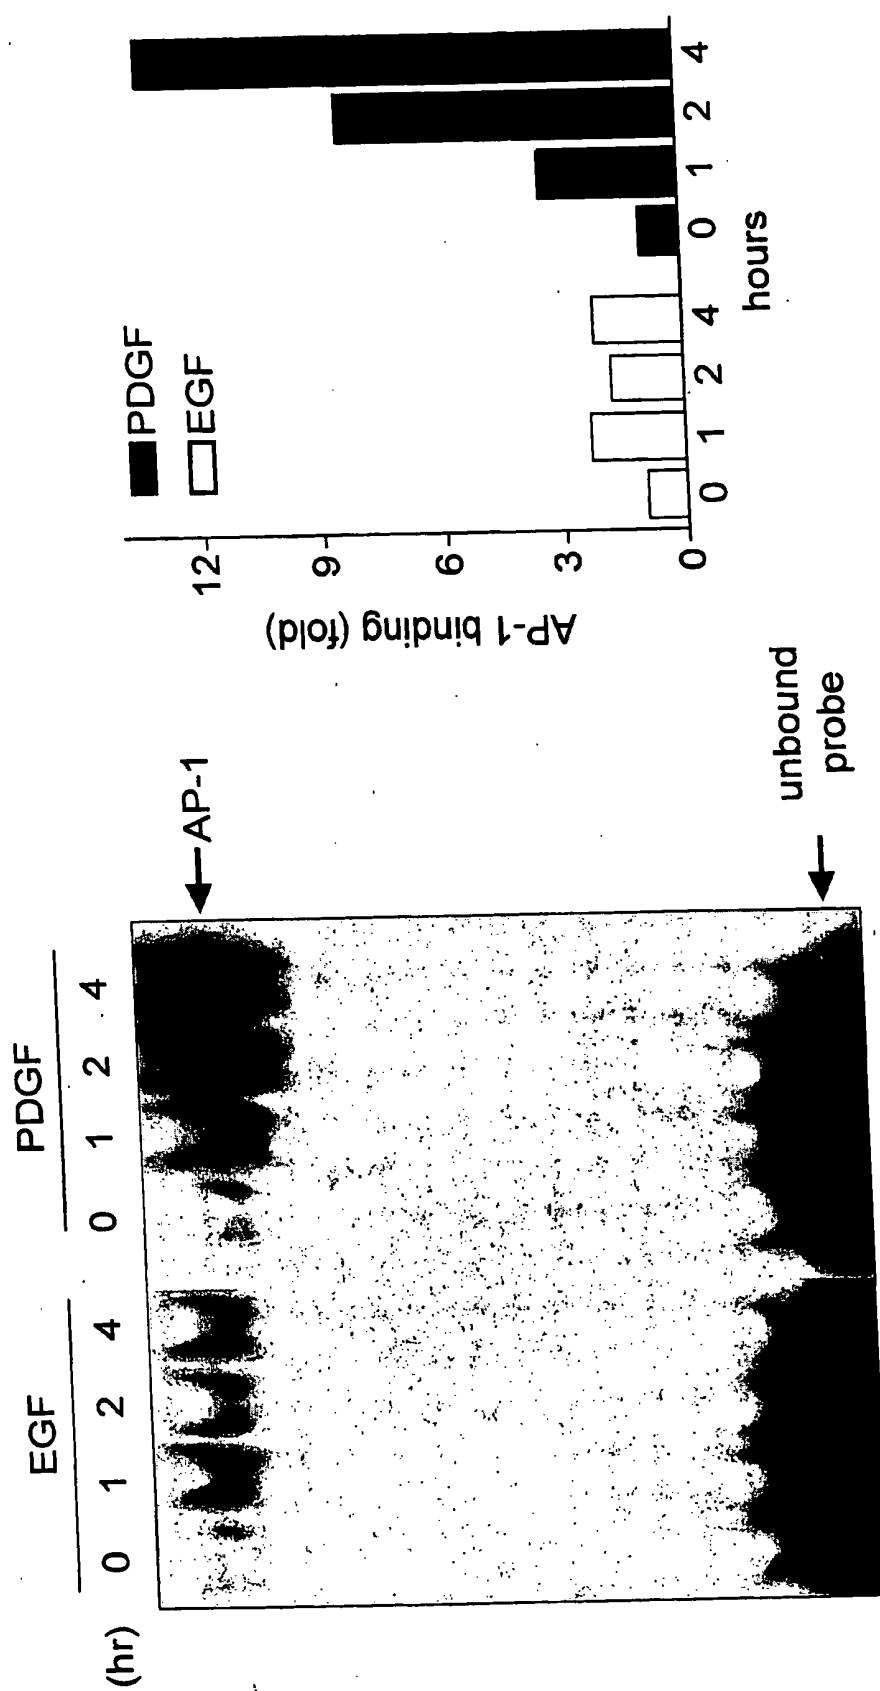 EGF PDGF
(hr) 0 1 2 4 0 1 2 4
AP-1
unbound
probe
AP-1 binding (fold)
12
9
6
3
0
PDGF
EGF
0 1 2 4 0 1 2 4
hours